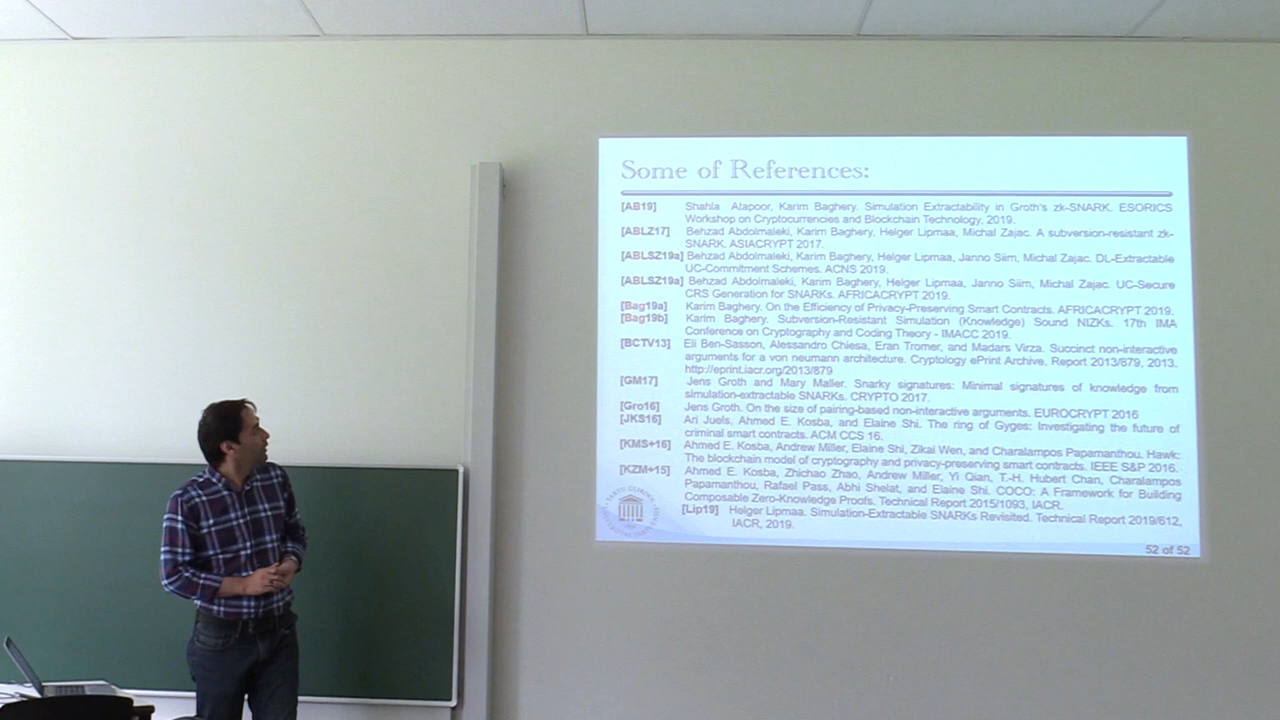 Some of References:
[AB19] Shahla Atapoor, Karim Baghery. Simulation Extractability in Groth's zk-SNARK. ESORICS
Workshop on Cryptocurrencies and Blockchain Technology, 2019.
[ABLZ17] Behzad Abdolmaleki, Karim Baghery, Helger Lipmaa, Michal Zajac. A subversion-resistant zk-
SNARK. ASIACRYPT 2017.
[ABLSZ19a] Behzad Abdolmaleki, Karim Baghery, Helger Lipmaa, Janno Siim, Michal Zajac. DL-Extractable
UC-Commitment Schemes. ACNS 2019.
[ABLSZ19a] Behzad Abdolmaleki, Karim Baghery, Helger Lipmaa, Janno Siim, Michal Zajac. UC-Secure
CRS Generation for SNARKs. AFRICACRYPT 2019.
[Bag19a] Karim Baghery. On the Efficiency of Privacy-Preserving Smart Contracts. AFRICACRYPT 2019.
[Bag19b] Karim Baghery. Subversion-Resistant Simulation (Knowledge) Sound NIZKs. 17th IMA
Conference on Cryptography and Coding Theory - IMACC 2019.
[BCTV13] Eli Ben-Sasson, Alessandro Chiesa, Eran Tromer, and Madars Virza. Succinct non-interactive
arguments for a von neumann architecture. Cryptology ePrint Archive, Report 2013/879, 2013.
http://eprint.iacr.org/2013/879
[GM17] Jens Groth and Mary Maller. Snarky signatures: Minimal signatures of knowledge from
simulation-extractable SNARKs. CRYPTO 2017.
[Gro16] Jens Groth. On the size of pairing-based non-interactive arguments. EUROCRYPT 2016
[JKS16] Ari Juels, Ahmed E. Kosba, and Elaine Shi. The ring of Gyges: Investigating the future of
criminal smart contracts. ACM CCS 16.
[KMS+16] Ahmed E. Kosba, Andrew Miller, Elaine Shi, Zikai Wen, and Charalampos Papamanthou. Hawk:
The blockchain model of cryptography and privacy-preserving smart contracts. IEEE S&P 2016.
[KZM+15] Ahmed E. Kosba, Zhichao Zhao, Andrew Miller, Yi Qian, T.-H. Hubert Chan, Charalampos
Papamanthou, Rafael Pass, Abhi Shelat, and Elaine Shi. COCO: A Framework for Building
Composable Zero-Knowledge Proofs. Technical Report 2015/1093, IACR.
[Lip19] Helger Lipmaa. Simulation-Extractable SNARKs Revisited. Technical Report 2019/612,
IACR, 2019.
52 of 52